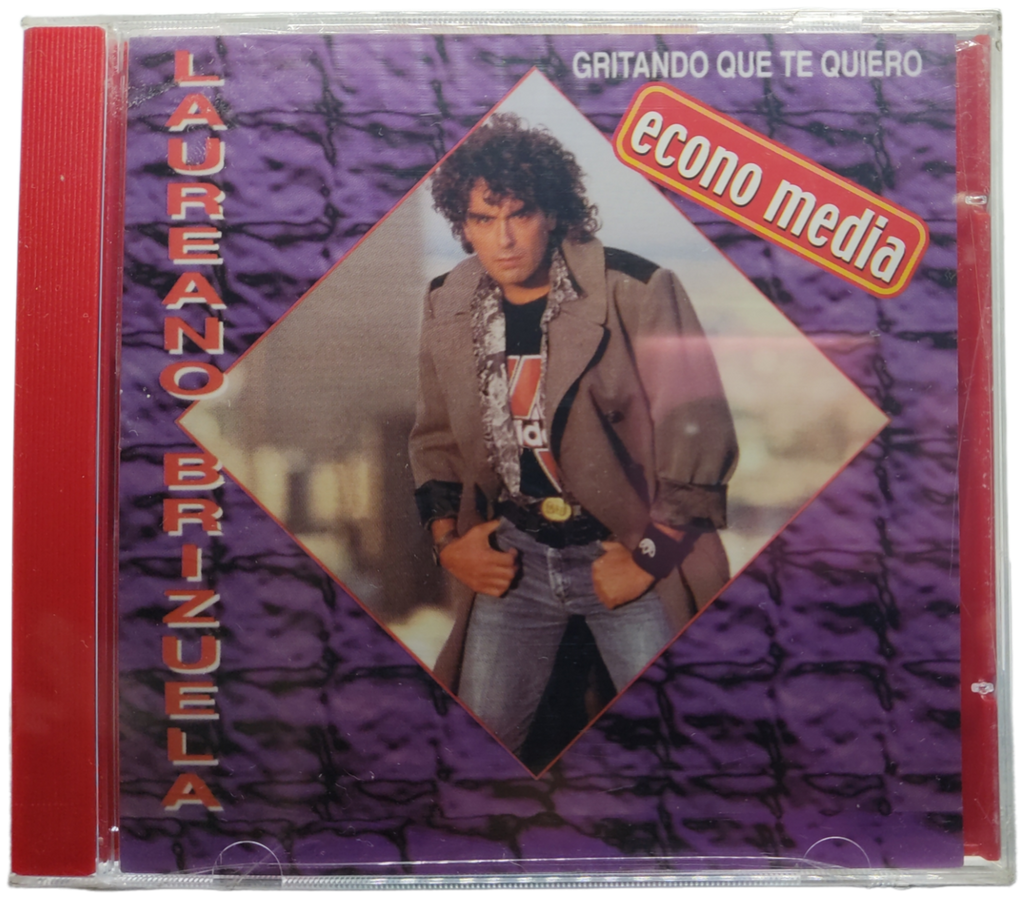 LAUREANO BRIZUELA
GRITANDO QUE TE QUIERO
econo media